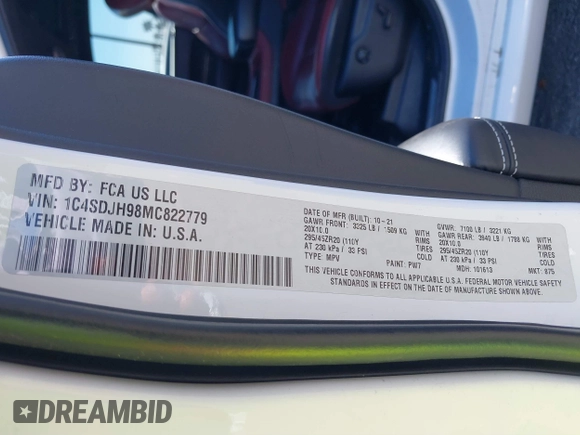 MFD BY: FCA US LLC
VIN: 1C4SDJH98MC822779
VEHICLE MADE IN: U.S.A.
DATE OF MFR (BUILT): 10-21 GVWR: 7100 LB / 3221 KG
GAWR FRONT: 3225 LB / 1509 KG GAWR REAR: 3940 LB / 1788 KG
20X10.0 RIMS 20X10.0 RIMS
295/45ZR20 (110Y TIRES 295/45ZR20 (110Y TIRES
AT 230 kPa / 33 PSI COLD AT 230 kPa / 33 PSI COLD
TYPE: MPV PAINT: PW7 MDH: 101613 MKT: 875
THIS VEHICLE CONFORMS TO ALL APPLICABLE U.S.A. FEDERAL MOTOR VEHICLE SAFETY
STANDARDS IN EFFECT ON THE DATE OF MANUFACTURE SHOWN ABOVE.
DREAMBID